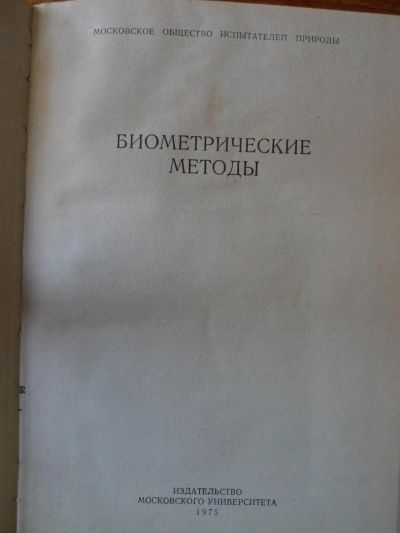 МОСКОВСКОЕ ОБЩЕСТВО ИСПЫТАТЕЛЕЙ ПРИРОДЫ
БИОМЕТРИЧЕСКИЕ
МЕТОДЫ
ИЗДАТЕЛЬСТВО
МОСКОВСКОГО УНИВЕРСИТЕТА
1975